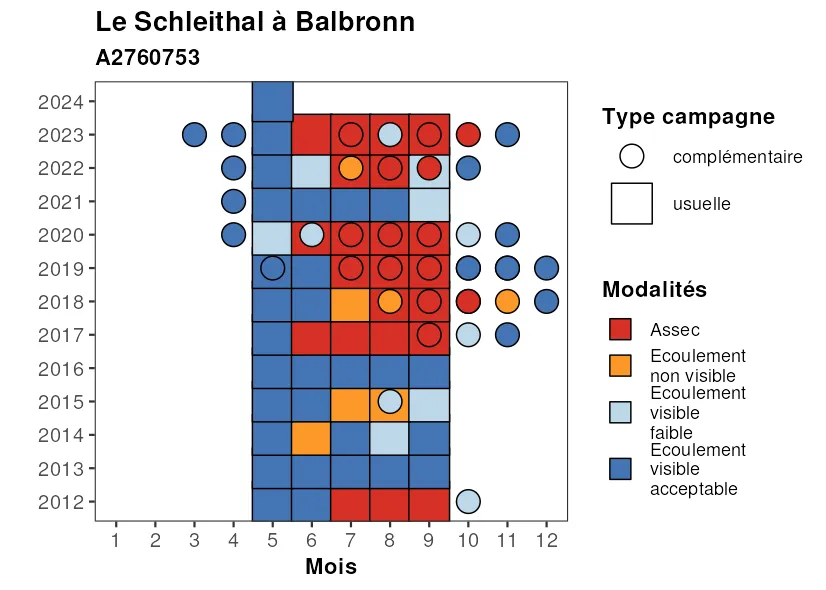 Le Schleithal à Balbronn
A2760753
2024
2023
2022
2021
2020
2019
2018
2017
2016
2015
2014
2013
2012
1 2 3 4 5 6 7 8 9 10 11 12
Mois
Type campagne
complémentaire
usuelle
Modalités
Assec
Ecoulement
non visible
Ecoulement
visible
faible
Ecoulement
visible
acceptable